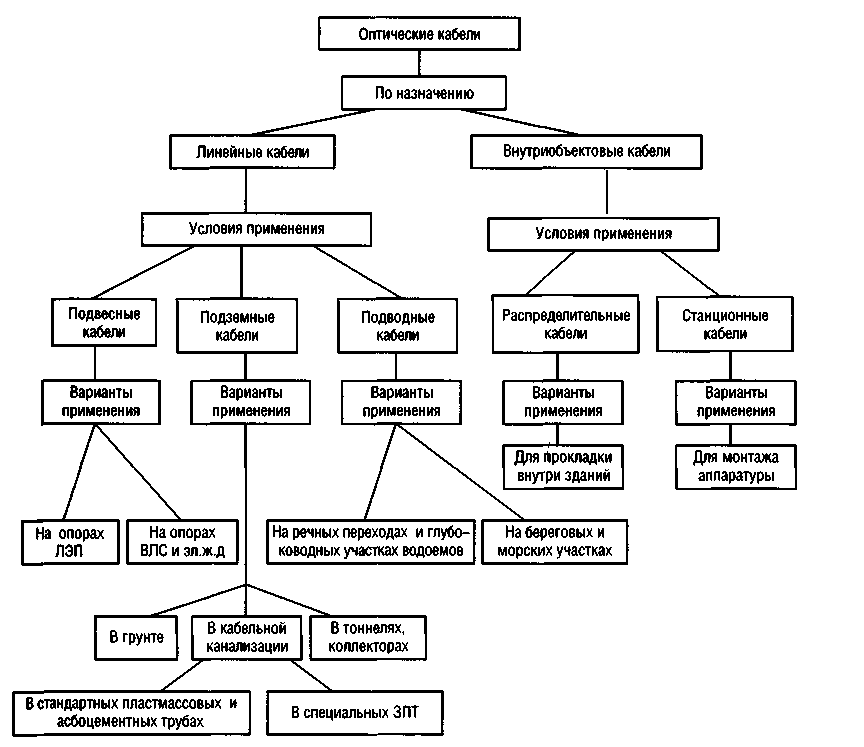 Оптические кабели
По назначению
Линейные кабели
Внутриобъектовые кабели
Условия применения
Условия применения
Подвесные
кабели
Подземные
кабели
Подводные
кабели
Распределительные
кабели
Станционные
кабели
Варианты
применения
Варианты
применения
Варианты
применения
Варианты
применения
Варианты
применения
Для прокладки
внутри зданий
Для монтажа
аппаратуры
На опорах
ЛЭП
На опорах
ВЛС и эл.ж.д
На речных переходах и глубо-
ководных участках водоемов
На береговых и
морских участках
В грунте
В кабельной
канализации
В тоннелях,
коллекторах
В стандартных пластмассовых и
асбоцементных трубах
В специальных ЗПТ